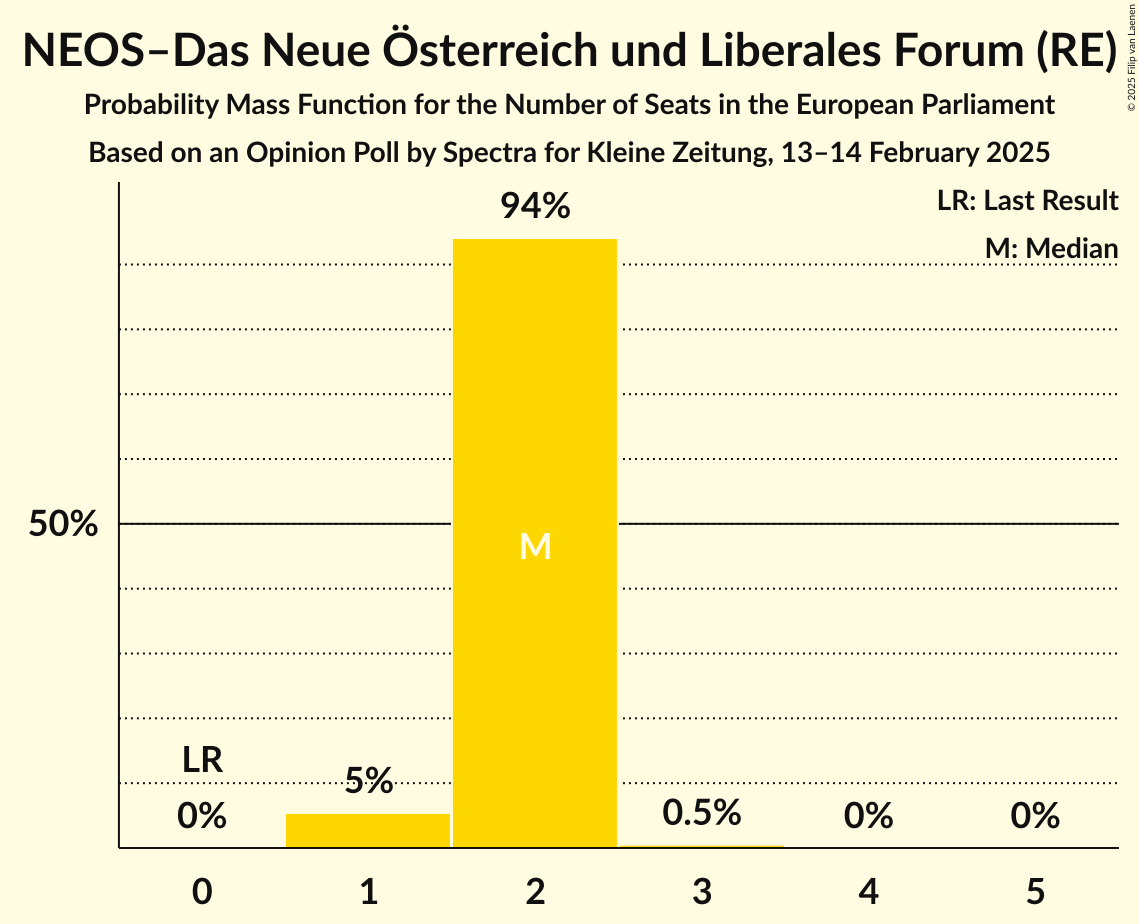 NEOS–Das Neue Österreich und Liberales Forum (RE)
Probability Mass Function for the Number of Seats in the European Parliament
Based on an Opinion Poll by Spectra for Kleine Zeitung, 13–14 February 2025
© 2025 Filip van Laenen
LR: Last Result
M: Median
94%
50%
M
LR
0%
5%
0.5%
0%
0%
0 1 2 3 4 5